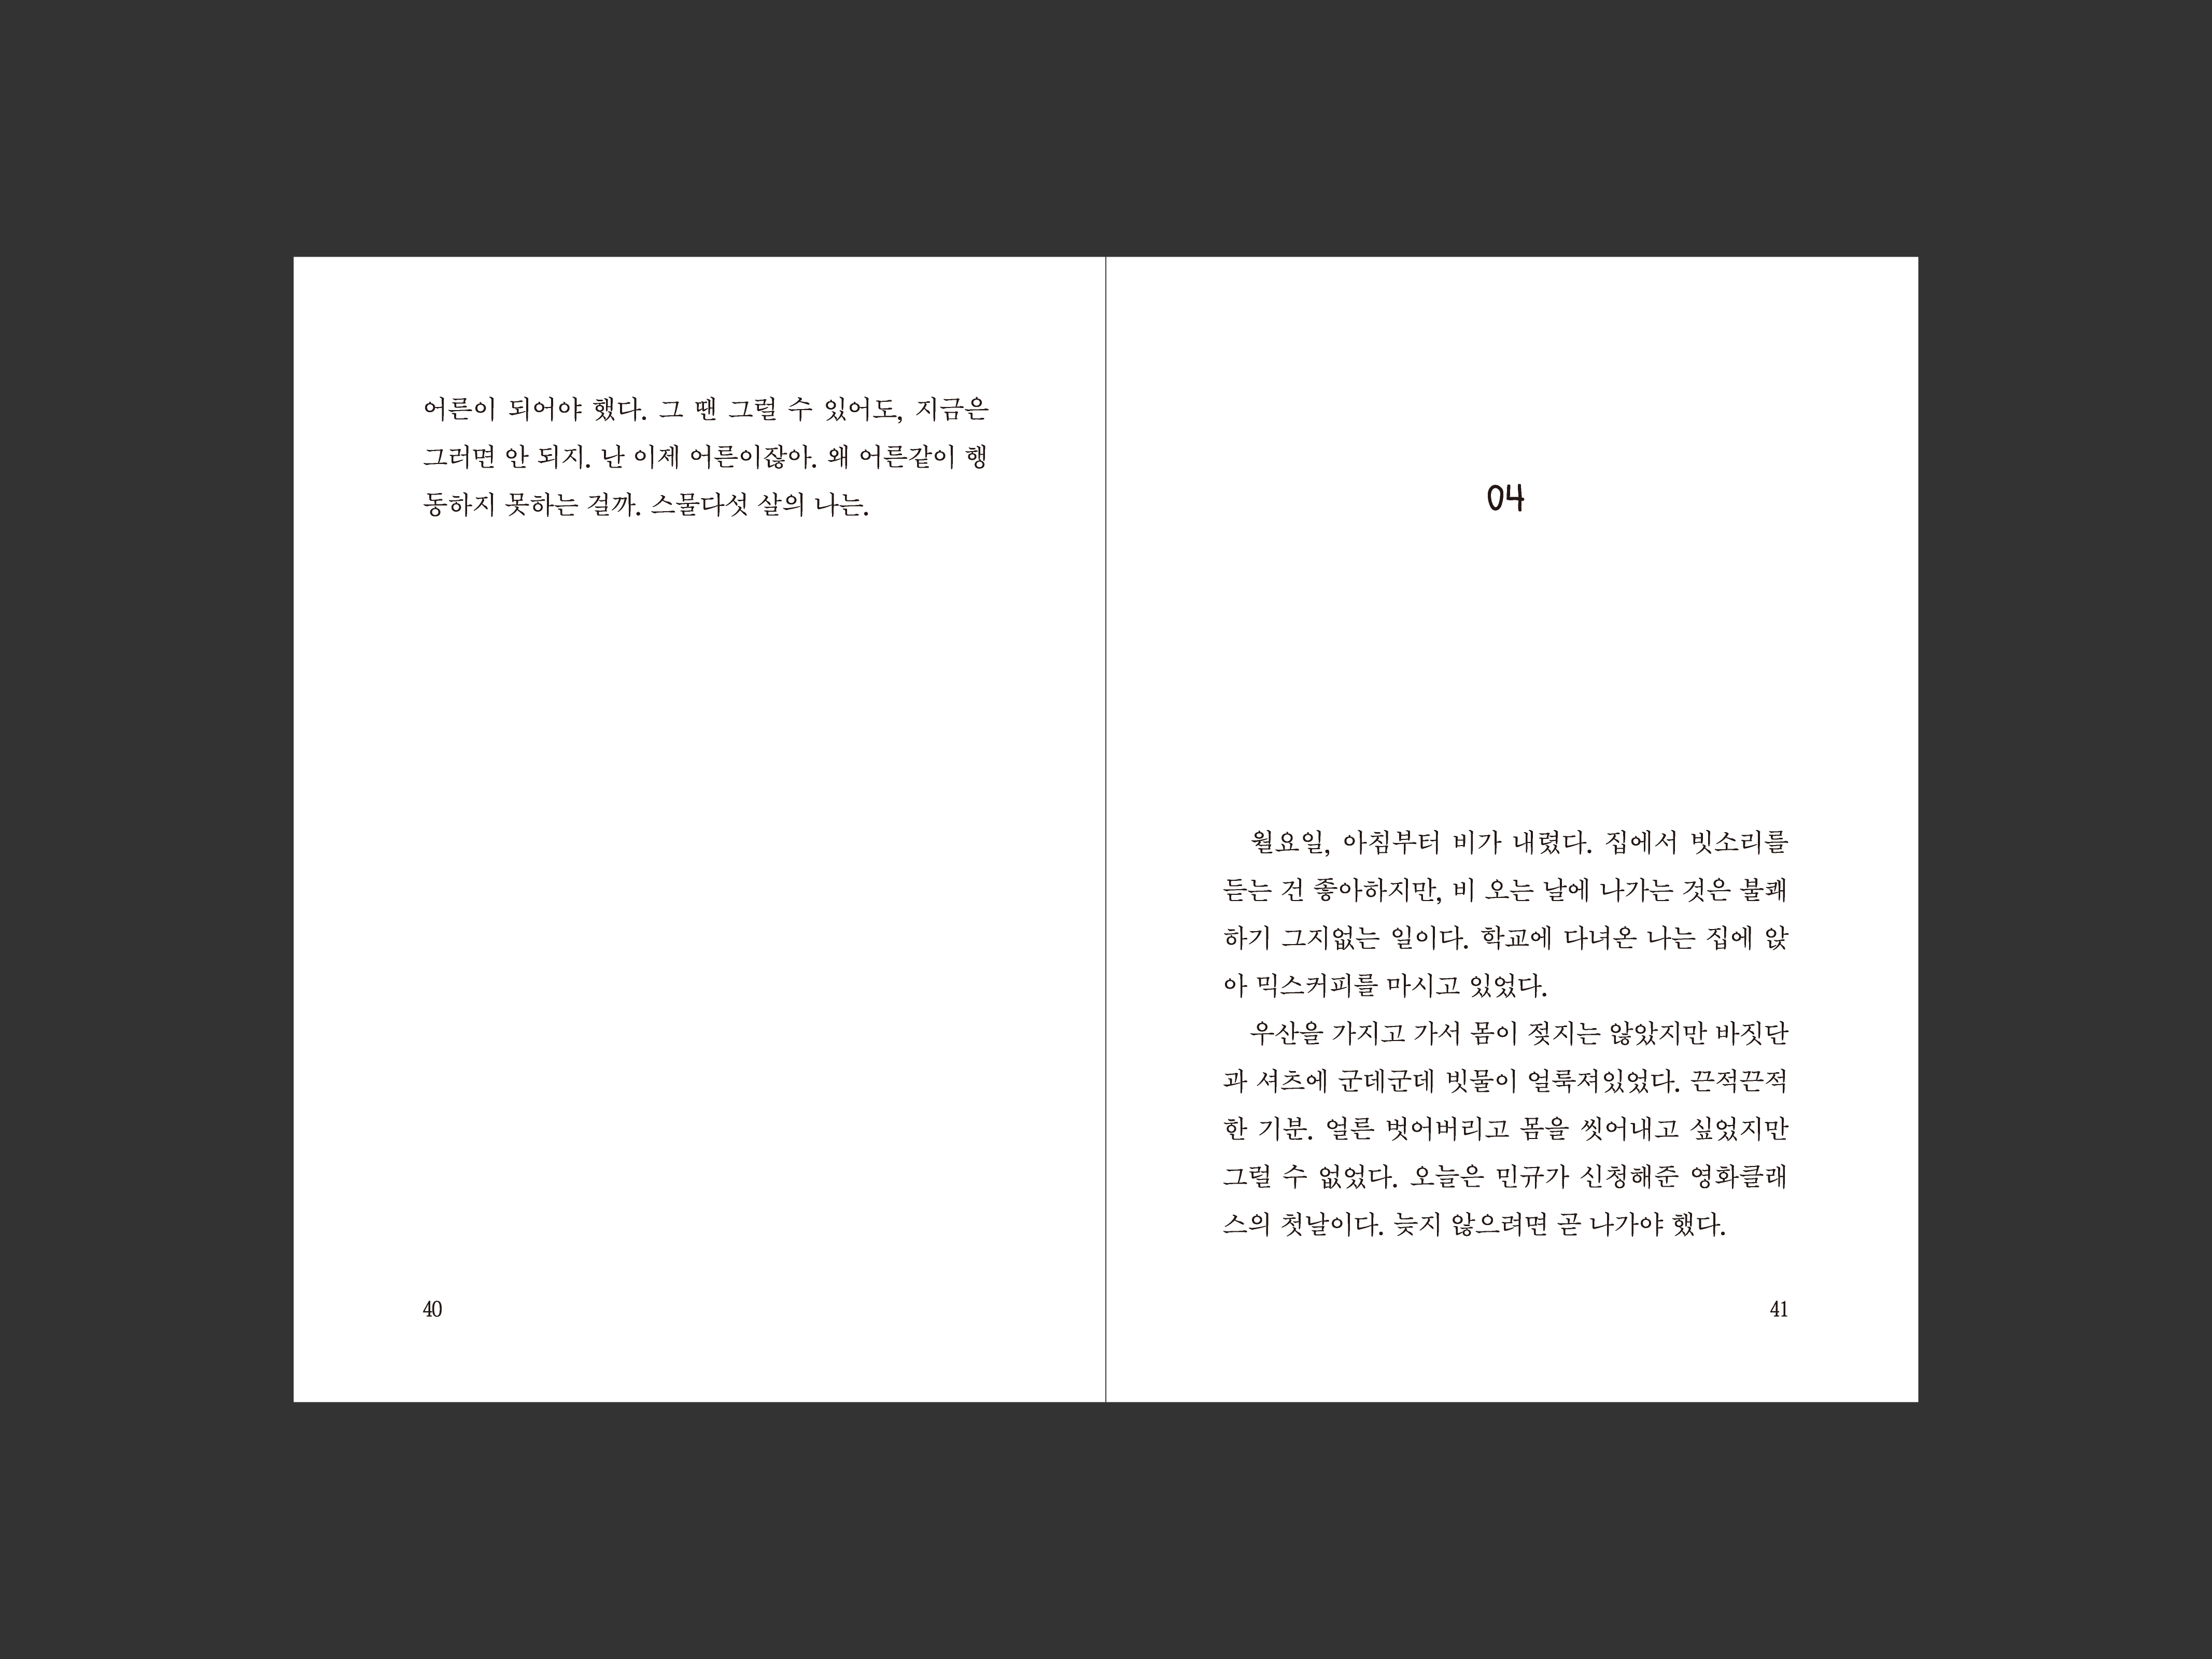 어른이 되어야 했다. 그 땐 그럴 수 있어도, 지금은
그러면 안 되지. 난 이제 어른이잖아. 왜 어른같이 행
동하지 못하는 걸까. 스물다섯 살의 나는.
40
04
월요일, 아침부터 비가 내렸다. 집에서 빗소리를
듣는 건 좋아하지만, 비 오는 날에 나가는 것은 불쾌
하기 그지없는 일이다. 학교에 다녀온 나는 집에 앉
아 믹스커피를 마시고 있었다.
우산을 가지고 가서 몸이 젖지는 않았지만 바짓단
과 셔츠에 군데군데 빗물이 얼룩져있었다. 끈적끈적
한 기분. 얼른 벗어버리고 몸을 씻어내고 싶었지만
그럴 수 없었다. 오늘은 민규가 신청해준 영화클래
스의 첫날이다. 늦지 않으려면 곧 나가야 했다.
41